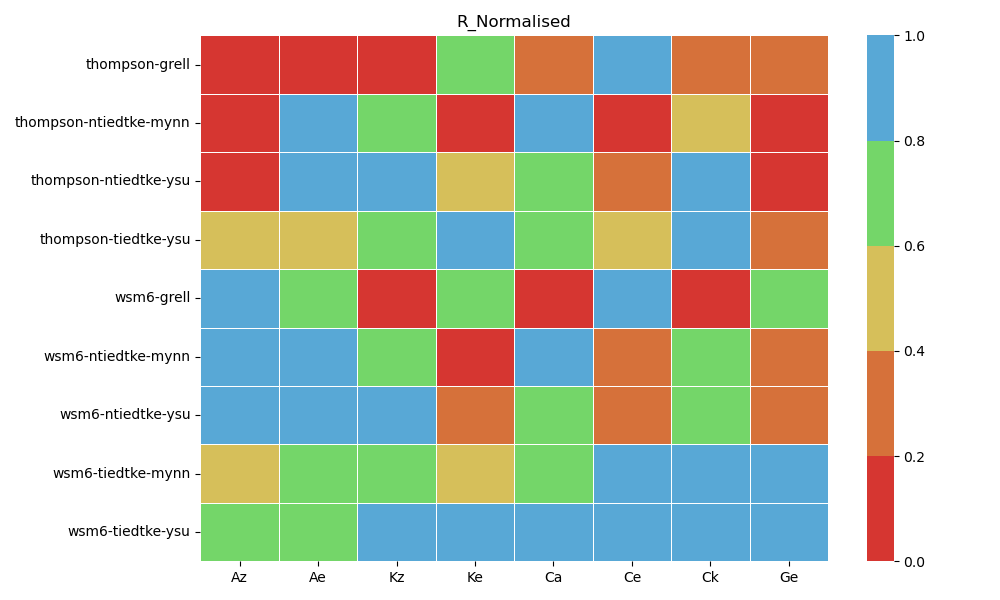 R_Normalised
thompson-grell
thompson-ntiedtke-mynn
thompson-ntiedtke-ysu
thompson-tiedtke-ysu
wsm6-grell
wsm6-ntiedtke-mynn
wsm6-ntiedtke-ysu
wsm6-tiedtke-mynn
wsm6-tiedtke-ysu
Az Ae Kz Ke Ca Ce Ck Ge
1.0
0.8
0.6
0.4
0.2
0.0